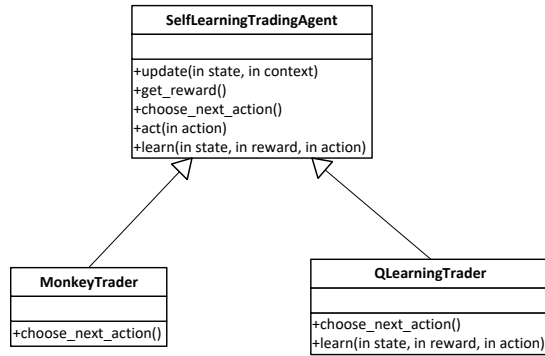 SelfLearningTradingAgent
+update(in state, in context)
+get_reward()
+choose_next_action()
+act(in action)
+learn(in state, in reward, in action)
MonkeyTrader
+choose_next_action()
QLearningTrader
+choose_next_action()
+learn(in state, in reward, in action)